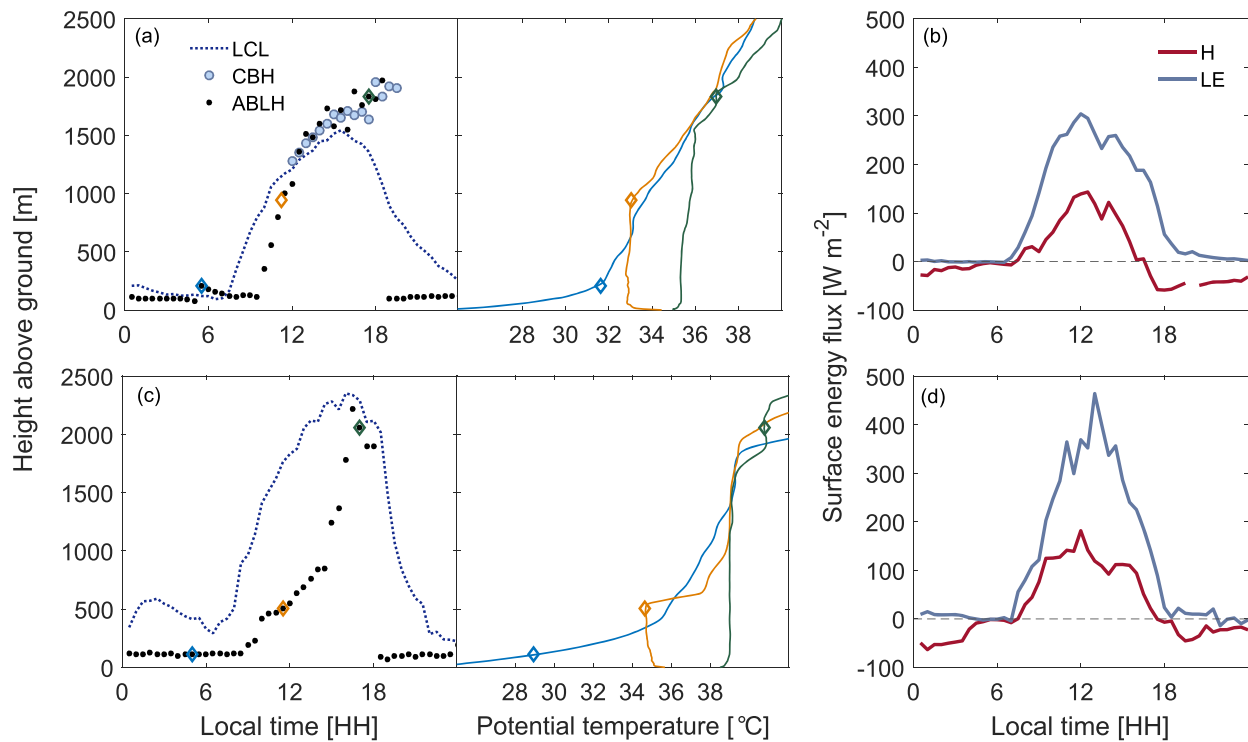 (a)
LCL
CBH
ABLH
2500
2000
1500
1000
500
0
0 6 12 18
28 30 32 34 36 38
(b)
H
LE
500
400
300
200
100
0
-100
0 6 12 18
Height above ground [m]
Surface energy flux [W m-2]
(c)
2500
2000
1500
1000
500
0
0 6 12 18
28 30 32 34 36 38
Local time [HH]
Potential temperature [°C]
(d)
500
400
300
200
100
0
-100
0 6 12 18
Local time [HH]